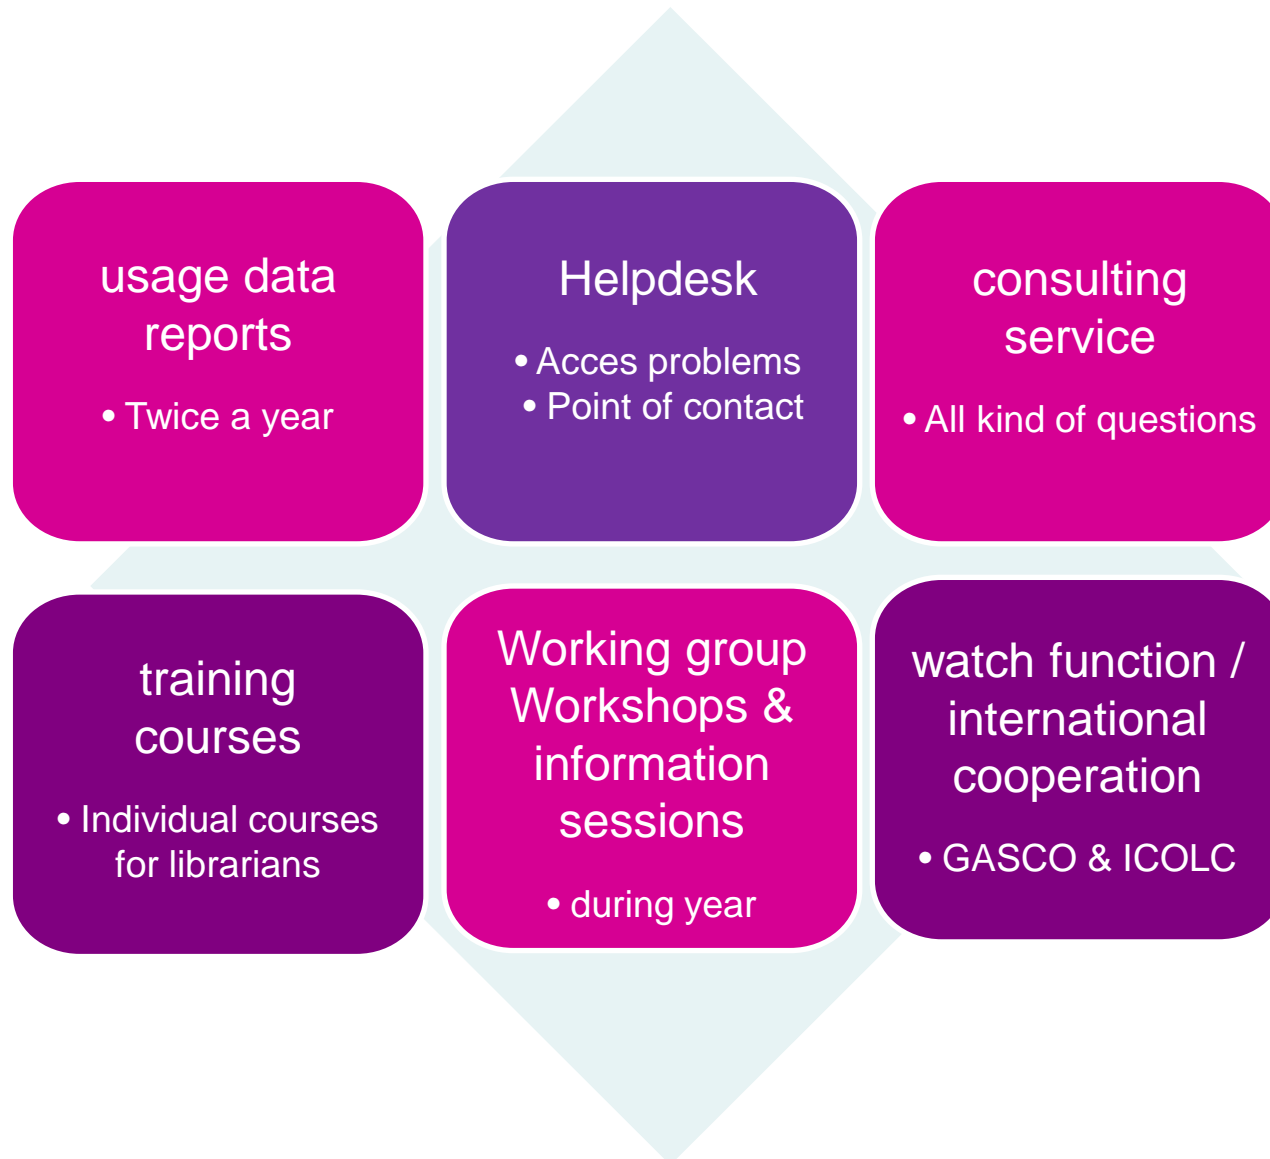 usage data
reports
• Twice a year
Helpdesk
• Acces problems
• Point of contact
consulting
service
• All kind of questions
training
courses
• Individual courses
for librarians
Working group
Workshops &
information
sessions
• during year
watch function /
international
cooperation
• GASCO & ICOLC